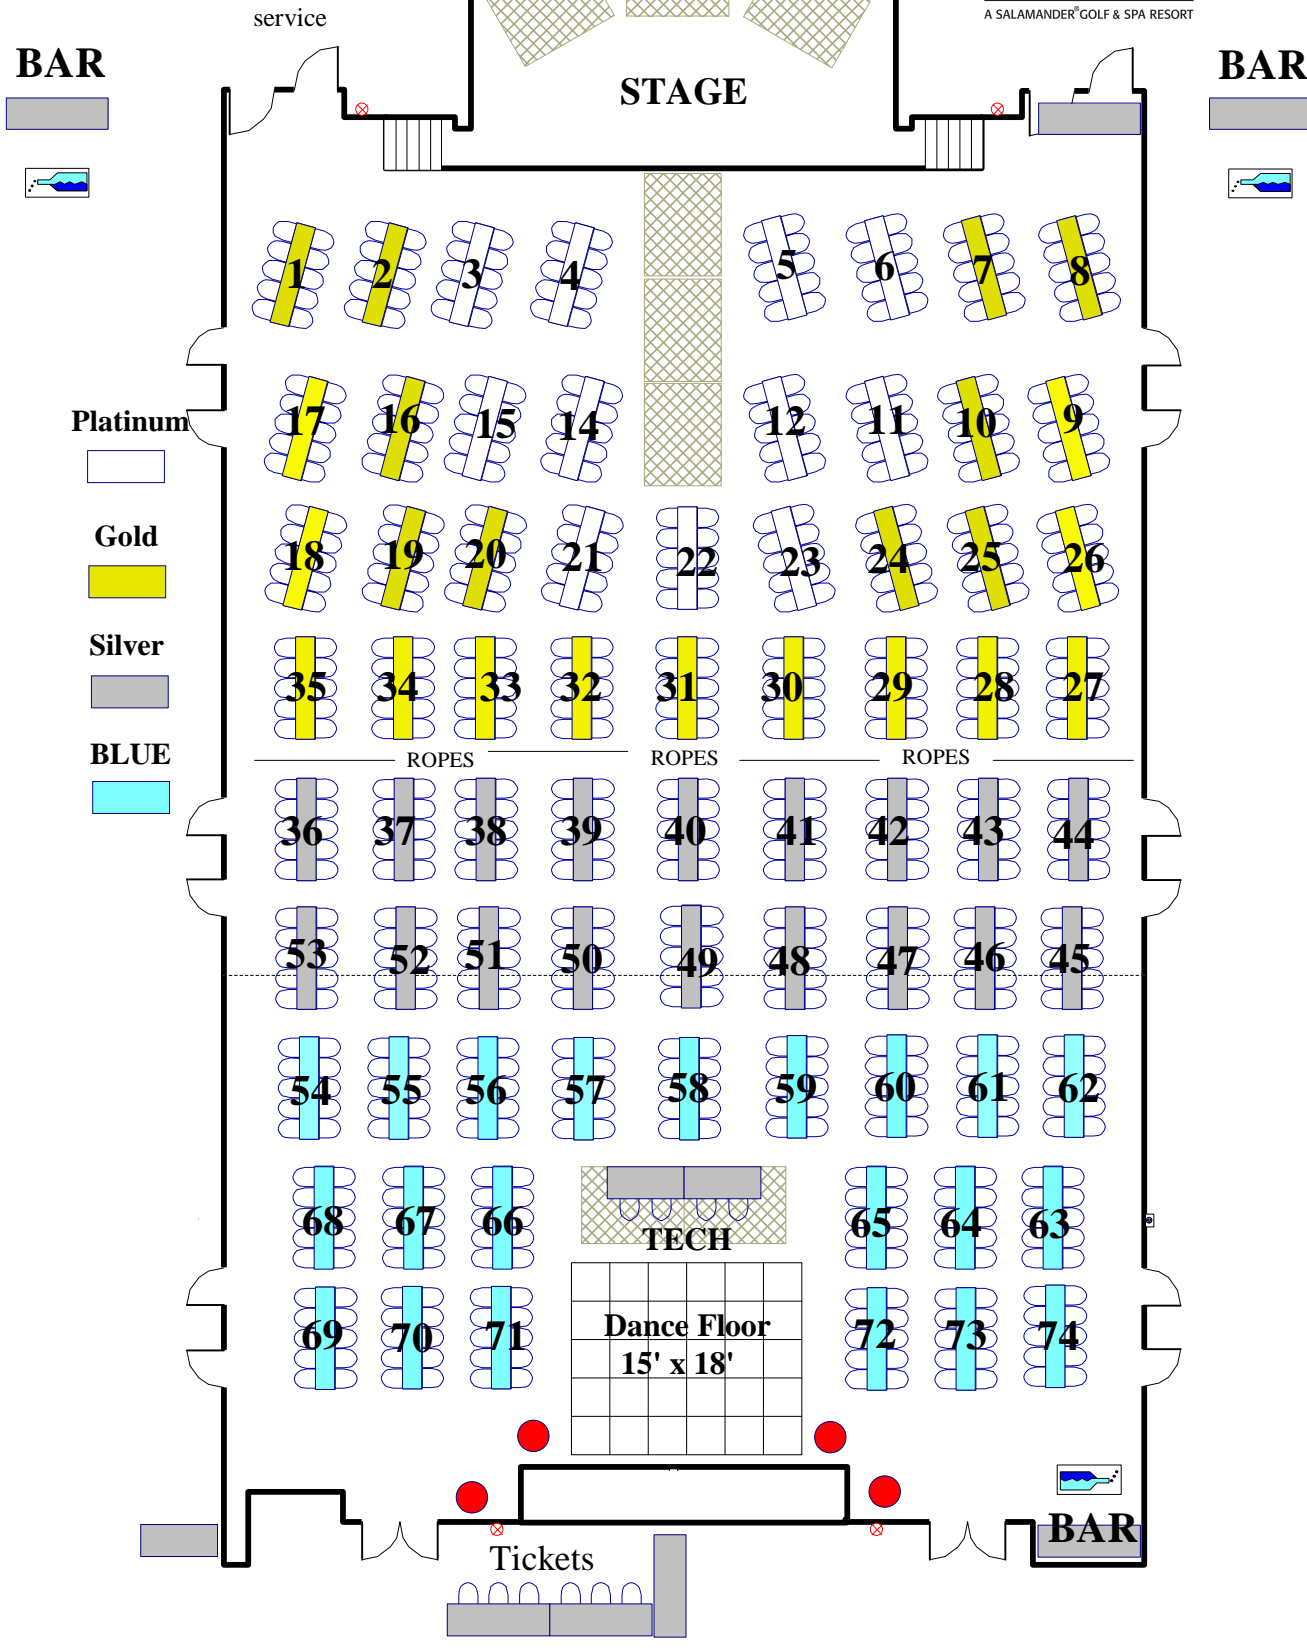 service
A SALAMANDER® GOLF & SPA RESORT
BAR
STAGE
BAR
1 2 3 4 5 6 7 8
Platinum
17 16 15 14 12 11 10 9
Gold
18 19 20 21 22 23 24 25 26
Silver
35 34 33 32 31 30 29 28 27
BLUE
ROPES ROPES ROPES
36 37 38 39 40 41 42 43 44
53 52 51 50 49 48 47 46 45
54 55 56 57 58 59 60 61 62
68 67 66 65 64 63
TECH
69 70 71 72 73 74
Dance Floor
15' x 18'
BAR
Tickets